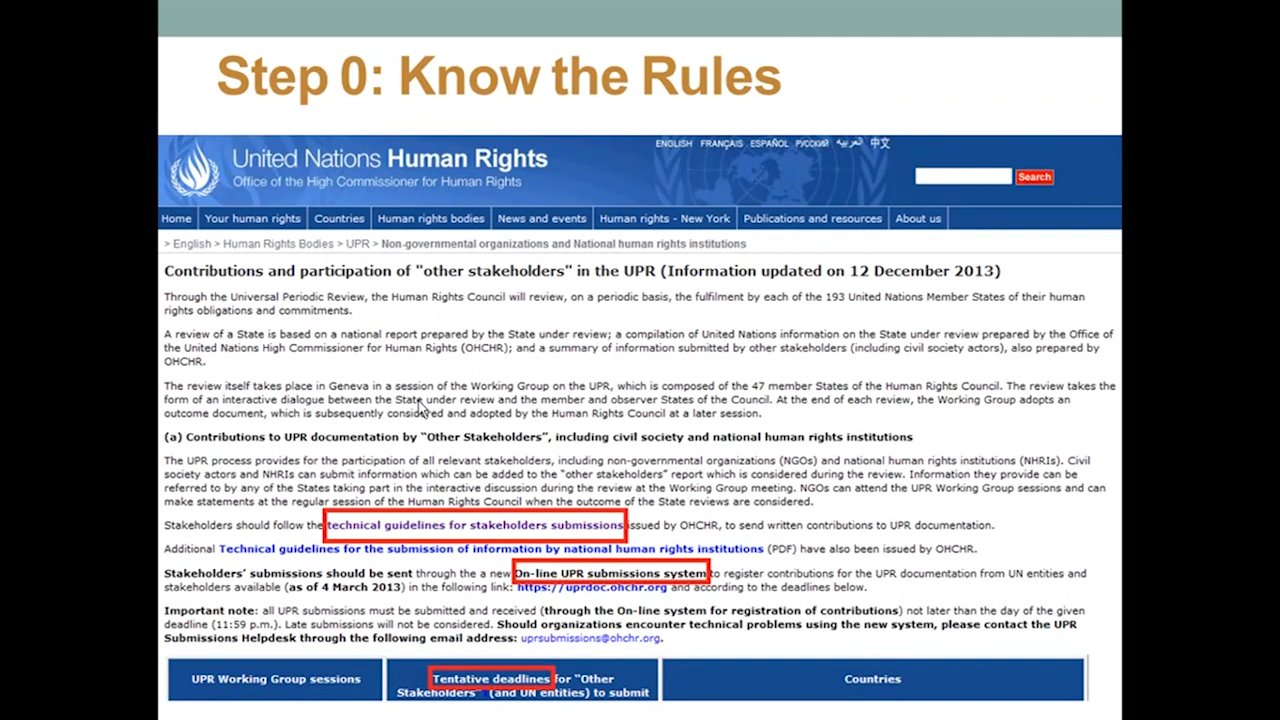 Step 0: Know the Rules
ENGLISH FRANÇAIS ESPAÑOL РУССКИЙ العربية 中文
United Nations Human Rights
Office of the High Commissioner for Human Rights
Search
Home Your human rights Countries Human rights bodies News and events Human rights - New York Publications and resources About us
> English > Human Rights Bodies > UPR > Non-governmental organizations and National human rights institutions
Contributions and participation of "other stakeholders" in the UPR (Information updated on 12 December 2013)
Through the Universal Periodic Review, the Human Rights Council will review, on a periodic basis, the fulfilment by each of the 193 United Nations Member States of their human
rights obligations and commitments.
A review of a State is based on a national report prepared by the State under review; a compilation of United Nations information on the State under review prepared by the Office of
the United Nations High Commissioner for Human Rights (OHCHR); and a summary of information submitted by other stakeholders (including civil society actors), also prepared by
OHCHR.
The review itself takes place in Geneva in a session of the Working Group on the UPR, which is composed of the 47 member States of the Human Rights Council. The review takes the
form of an interactive dialogue between the State under review and the member and observer States of the Council. At the end of each review, the Working Group adopts an
outcome document, which is subsequently considered and adopted by the Human Rights Council at a later session.
(a) Contributions to UPR documentation by “Other Stakeholders”, including civil society and national human rights institutions
The UPR process provides for the participation of all relevant stakeholders, including non-governmental organizations (NGOs) and national human rights institutions (NHRIs). Civil
society actors and NHRIs can submit information which can be added to the “other stakeholders” report which is considered during the review. Information they provide can be
referred to by any of the States taking part in the interactive discussion during the review at the Working Group meeting. NGOs can attend the UPR Working Group sessions and can
make statements at the regular session of the Human Rights Council when the outcome of the State reviews are considered.
Stakeholders should follow the technical guidelines for stakeholders submissions issued by OHCHR, to send written contributions to UPR documentation.
Additional Technical guidelines for the submission of information by national human rights institutions (PDF) have also been issued by OHCHR.
Stakeholders’ submissions should be sent through the a new On-line UPR submissions system to register contributions for the UPR documentation from UN entities and
stakeholders available (as of 4 March 2013) in the following link: https://uprdoc.ohchr.org and according to the deadlines below.
Important note: all UPR submissions must be submitted and received (through the On-line system for registration of contributions) not later than the day of the given
deadline (11:59 p.m.). Late submissions will not be considered. Should organizations encounter technical problems using the new system, please contact the UPR
Submissions Helpdesk through the following email address: uprsubmissions@ohchr.org.
UPR Working Group sessions
Tentative deadlines for “Other
Stakeholders” (and UN entities) to submit
Countries